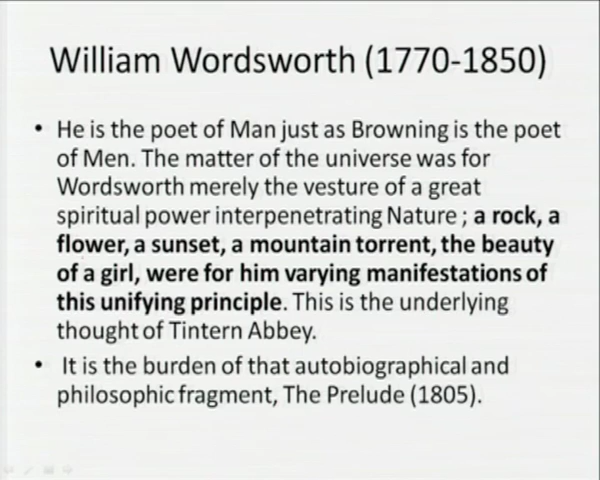 William Wordsworth (1770-1850)
• He is the poet of Man just as Browning is the poet
of Men. The matter of the universe was for
Wordsworth merely the vesture of a great
spiritual power interpenetrating Nature ; a rock, a
flower, a sunset, a mountain torrent, the beauty
of a girl, were for him varying manifestations of
this unifying principle. This is the underlying
thought of Tintern Abbey.
• It is the burden of that autobiographical and
philosophic fragment, The Prelude (1805).